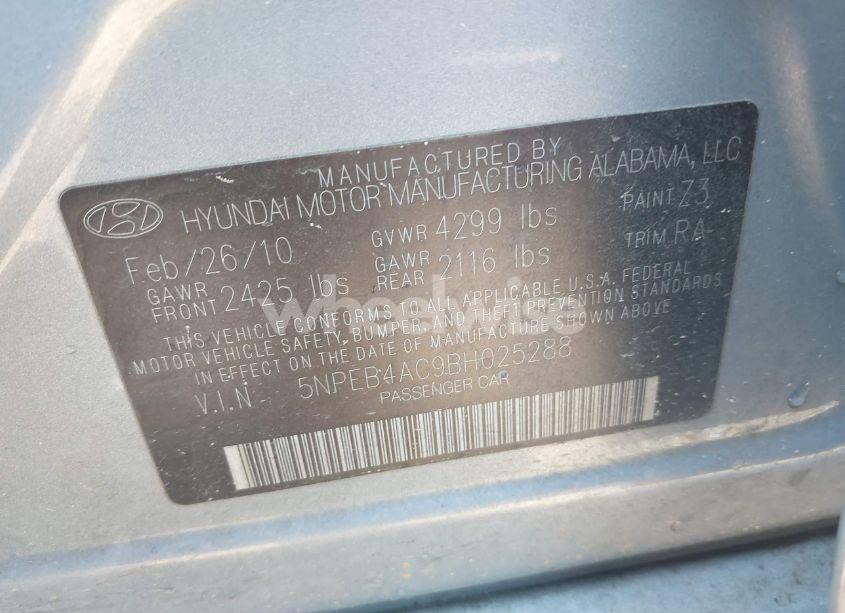 MANUFACTURED BY
HYUNDAI MOTOR MANUFACTURING ALABAMA, LLC
Feb/26/10 GVWR 4299 lbs PAINT Z3
GAWR FRONT 2425 lbs GAWR REAR 2116 lbs TRIM RA
THIS VEHICLE CONFORMS TO ALL APPLICABLE U.S.A. FEDERAL
MOTOR VEHICLE SAFETY, BUMPER, AND THEFT PREVENTION STANDARDS
IN EFFECT ON THE DATE OF MANUFACTURE SHOWN ABOVE
V.I.N 5NPEB4AC9BH025288
PASSENGER CAR
wheelwise